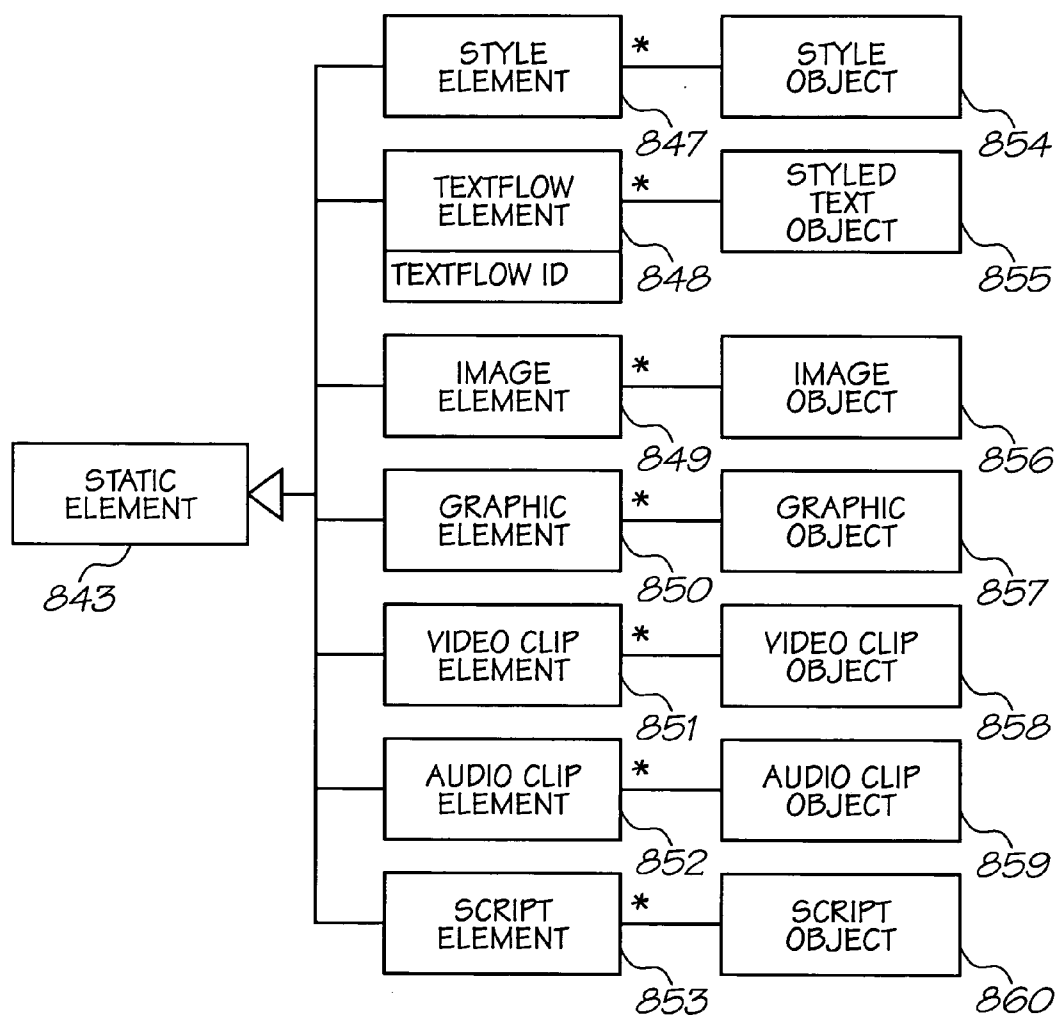 STYLE
ELEMENT
*
STYLE
OBJECT
847
854
TEXTFLOW
ELEMENT
*
STYLED
TEXT
OBJECT
TEXTFLOW ID
848
855
IMAGE
ELEMENT
*
IMAGE
OBJECT
849
856
STATIC
ELEMENT
843
GRAPHIC
ELEMENT
*
GRAPHIC
OBJECT
850
857
VIDEO CLIP
ELEMENT
*
VIDEO CLIP
OBJECT
851
858
AUDIO CLIP
ELEMENT
*
AUDIO CLIP
OBJECT
852
859
SCRIPT
ELEMENT
*
SCRIPT
OBJECT
853
860